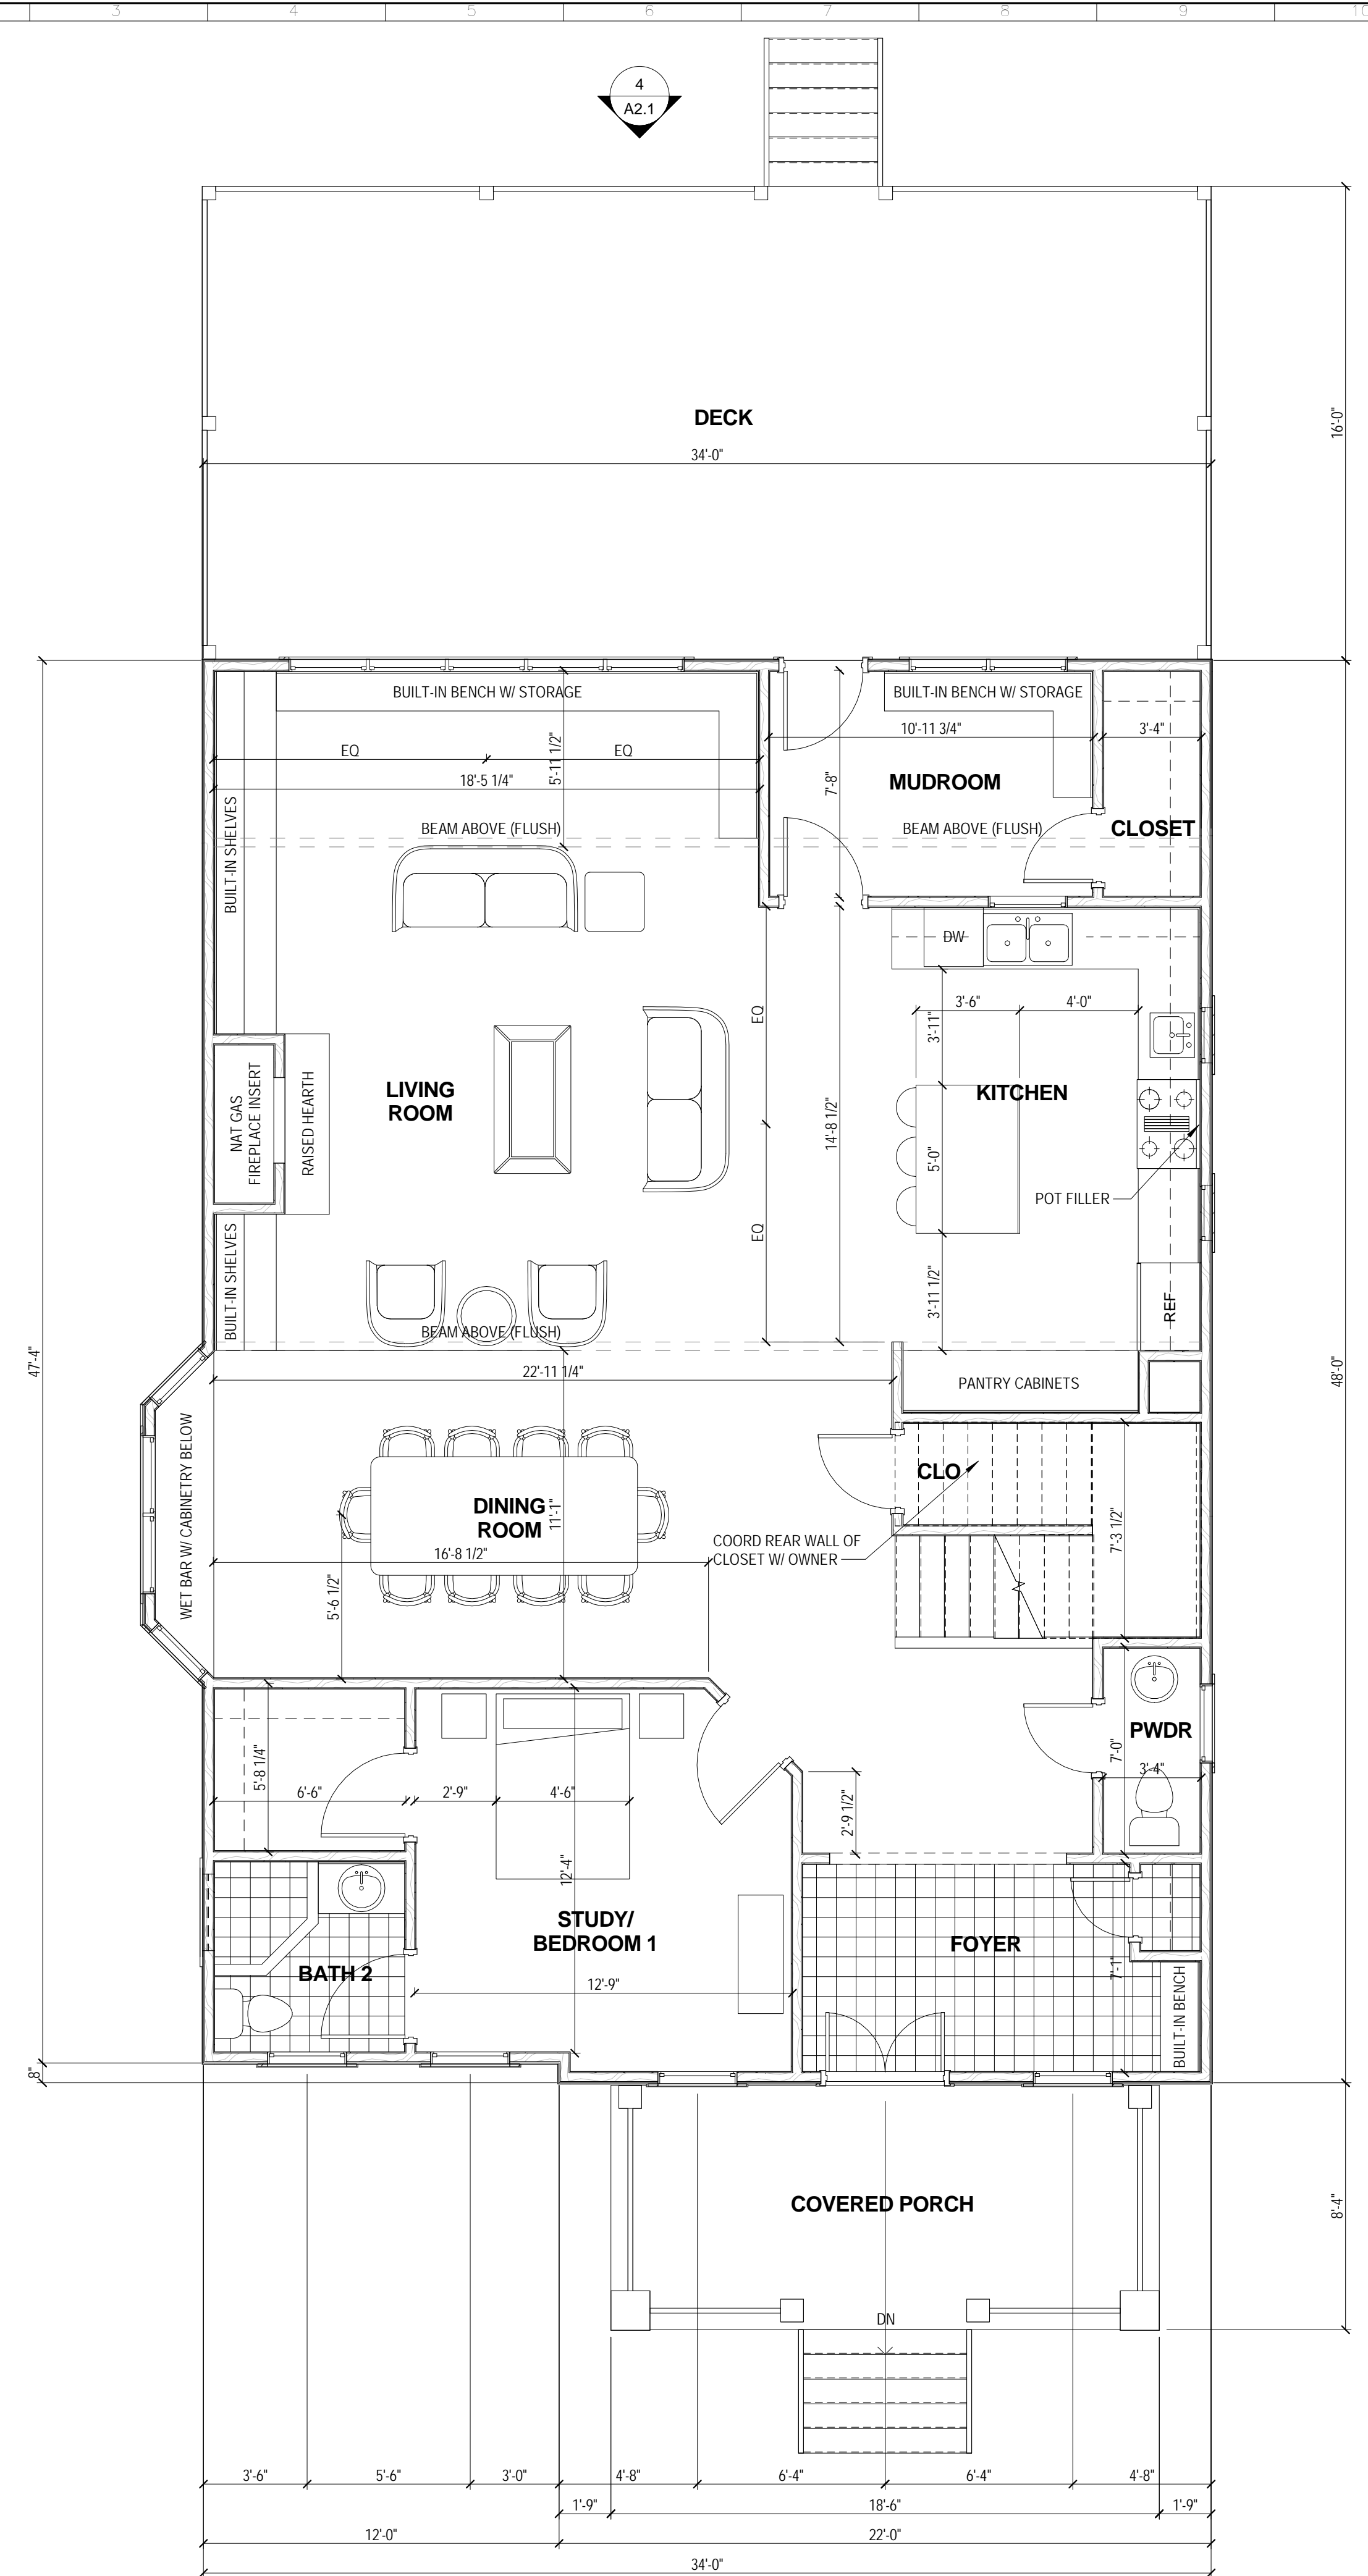 3 4 5 6 7 8 9 10
4
A2.1
DECK
34'-0"
16'-0"
BUILT-IN BENCH W/ STORAGE
BUILT-IN BENCH W/ STORAGE
EQ
EQ
5'-11 1/2"
18'-5 1/4"
10'-11 3/4"
3'-4"
7'-8"
MUDROOM
BEAM ABOVE (FLUSH)
BEAM ABOVE (FLUSH)
CLOSET
BUILT-IN SHELVES
DW
3'-6"
4'-0"
3'-11"
EQ
NAT GAS
FIREPLACE INSERT
RAISED HEARTH
LIVING
ROOM
KITCHEN
14'-8 1/2"
5'-0"
POT FILLER
EQ
BUILT-IN SHELVES
3'-11 1/2"
REF
BEAM ABOVE (FLUSH)
47'-4"
48'-0"
22'-11 1/4"
PANTRY CABINETS
WET BAR W/ CABINETRY BELOW
CLO
DINING
ROOM
11'-1"
7'-3 1/2"
COORD REAR WALL OF
CLOSET W/ OWNER
16'-8 1/2"
5'-6 1/2"
PWDR
5'-8 1/4"
7'-0"
3'-4"
6'-6"
2'-9"
4'-6"
2'-9 1/2"
12'-4"
STUDY/
BEDROOM 1
FOYER
BATH 2
7'-1"
12'-9"
BUILT-IN BENCH
8"
COVERED PORCH
8'-4"
DN
3'-6"
5'-6"
3'-0"
4'-8"
6'-4"
6'-4"
4'-8"
1'-9"
18'-6"
1'-9"
12'-0"
22'-0"
34'-0"